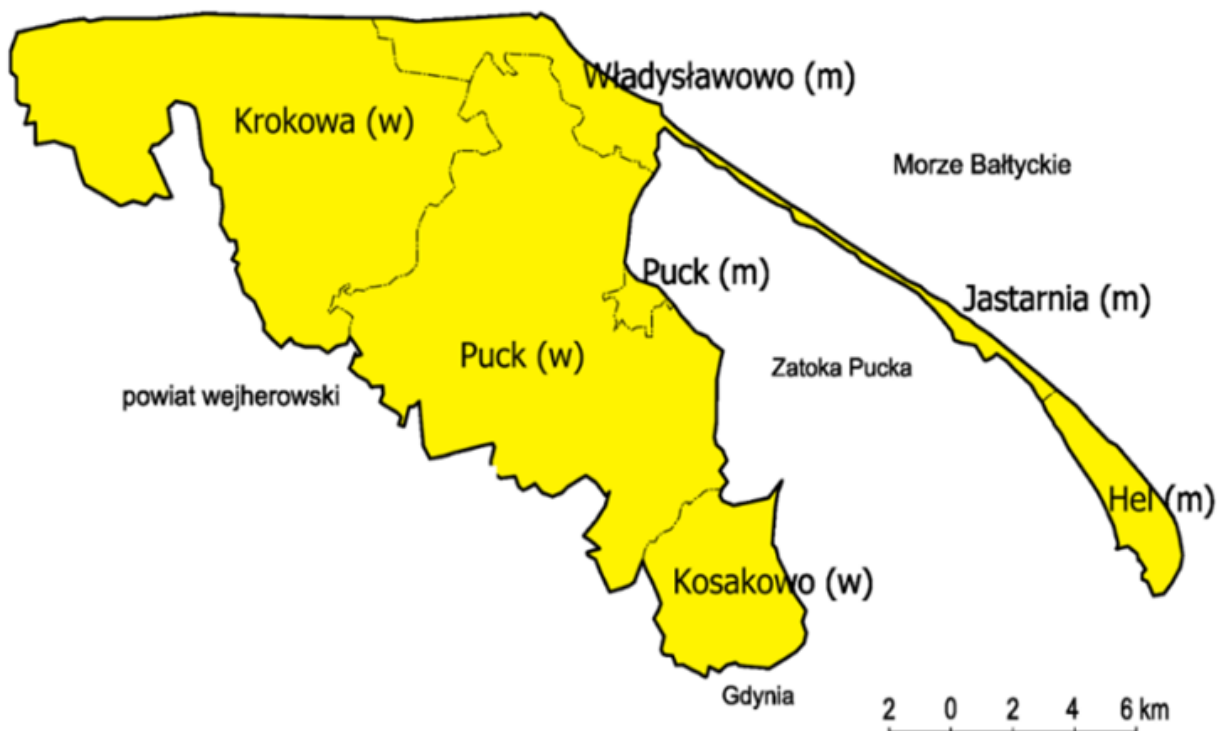 Władysławowo (m)
Krokowa (w)
Morze Bałtyckie
Puck (m)
Jastarnia (m)
Puck (w)
Zatoka Pucka
powiat wejherowski
Hel (m)
Kosakowo (w)
Gdynia
2 0 2 4 6 km